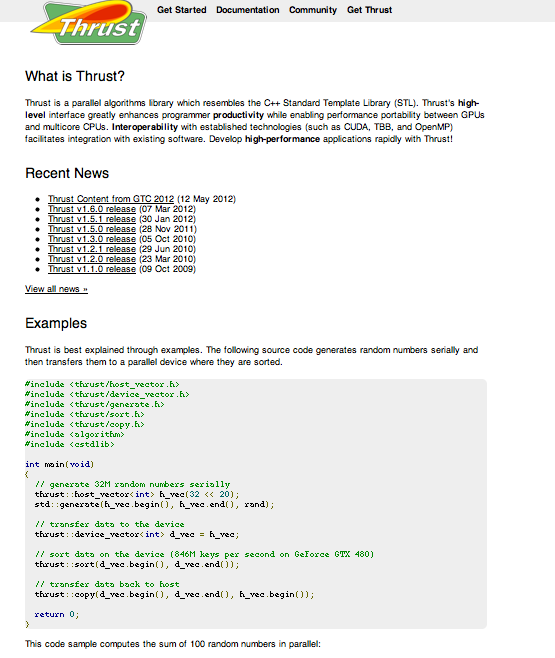 Thrust
Get Started Documentation Community Get Thrust
What is Thrust?
Thrust is a parallel algorithms library which resembles the C++ Standard Template Library (STL). Thrust's high-
level interface greatly enhances programmer productivity while enabling performance portability between GPUs
and multicore CPUs. Interoperability with established technologies (such as CUDA, TBB, and OpenMP)
facilitates integration with existing software. Develop high-performance applications rapidly with Thrust!
Recent News
• Thrust Content from GTC 2012 (12 May 2012)
• Thrust v1.6.0 release (07 Mar 2012)
• Thrust v1.5.1 release (30 Jan 2012)
• Thrust v1.5.0 release (28 Nov 2011)
• Thrust v1.3.0 release (05 Oct 2010)
• Thrust v1.2.1 release (29 Jun 2010)
• Thrust v1.2.0 release (23 Mar 2010)
• Thrust v1.1.0 release (09 Oct 2009)
View all news »
Examples
Thrust is best explained through examples. The following source code generates random numbers serially and
then transfers them to a parallel device where they are sorted.
#include <thrust/host_vector.h>
#include <thrust/device_vector.h>
#include <thrust/generate.h>
#include <thrust/sort.h>
#include <thrust/copy.h>
#include <algorithm>
#include <cstdlib>
int main(void)
{
// generate 32M random numbers serially
thrust::host_vector<int> h_vec(32 << 20);
std::generate(h_vec.begin(), h_vec.end(), rand);
// transfer data to the device
thrust::device_vector<int> d_vec = h_vec;
// sort data on the device (846M keys per second on GeForce GTX 480)
thrust::sort(d_vec.begin(), d_vec.end());
// transfer data back to host
thrust::copy(d_vec.begin(), d_vec.end(), h_vec.begin());
return 0;
}
This code sample computes the sum of 100 random numbers in parallel: